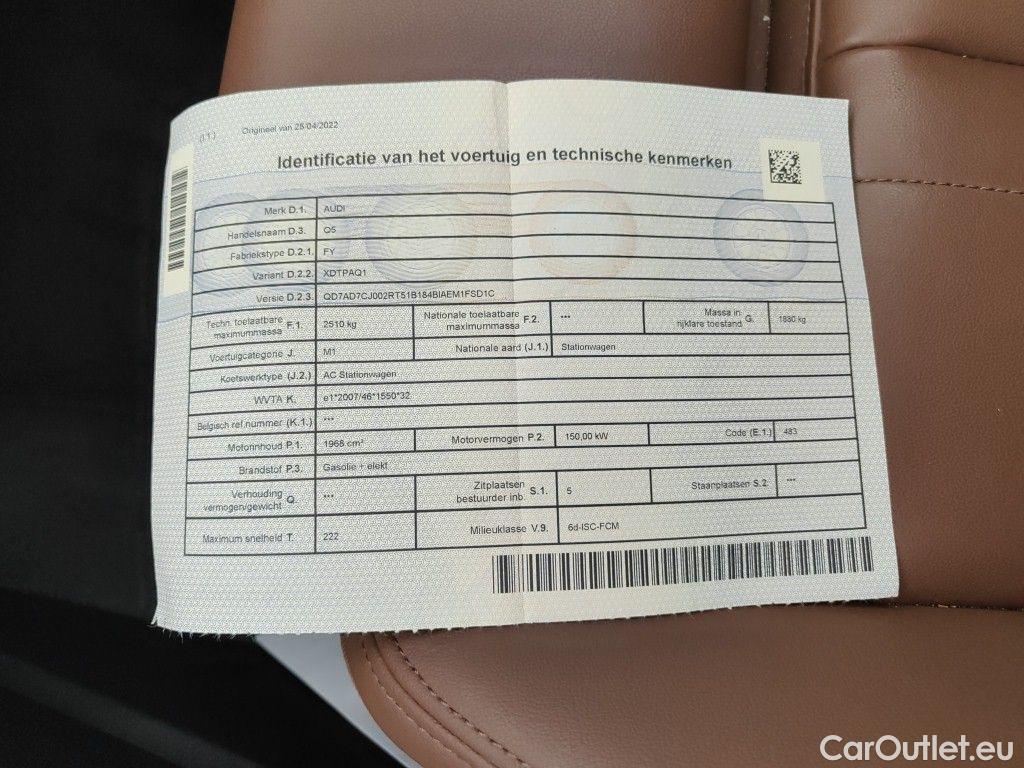 (I.1.) Origineel van 25/04/2022
Identificatie van het voertuig en technische kenmerken
Merk D.1. AUDI
Handelsnaam D.3. Q5
Fabriekstype D.2.1. FY
Variant D.2.2. XDTPAQ1
Versie D.2.3. QD7AD7CJ002RT51B184BIAEM1FSD1C
Techn. toelaatbare maximummassa F.1. 2510 kg Nationale toelaatbare maximummassa F.2. *** Massa in rijklare toestand G. 1880 kg
Voertuigcategorie J. M1 Nationale aard (J.1.) Stationwagen
Koetswerktype (J.2.) AC Stationwagen
WVTA K. e1*2007/46*1550*32
Belgisch ref.nummer (K.1.) ***
Motorinhoud P.1. 1968 cm³ Motorvermogen P.2. 150,00 kW Code (E.1.) 483
Brandstof P.3. Gasolie + elekt
Verhouding vermogen/gewicht Q. *** Zitplaatsen bestuurder inb. S.1. 5 Staanplaatsen S.2. ***
Maximum snelheid T. 222 Milieuklasse V.9. 6d-ISC-FCM
CarOutlet.eu